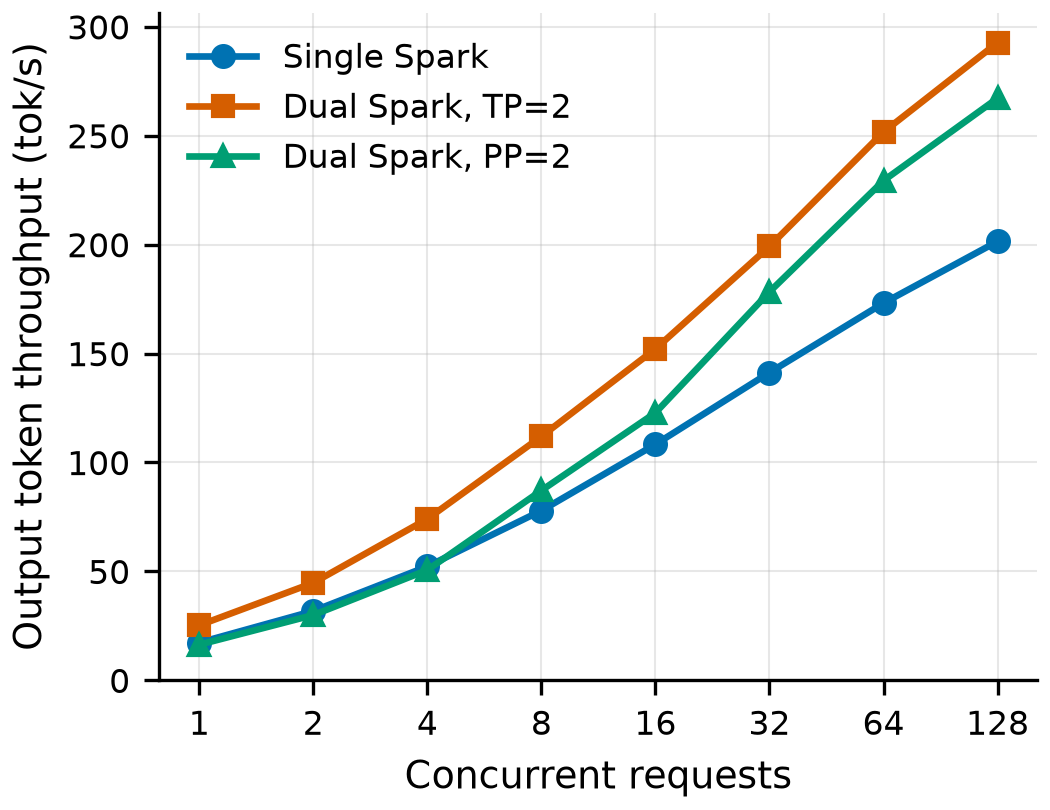 Output token throughput (tok/s)
300
250
200
150
100
50
0
Single Spark
Dual Spark, TP=2
Dual Spark, PP=2
1 2 4 8 16 32 64 128
Concurrent requests